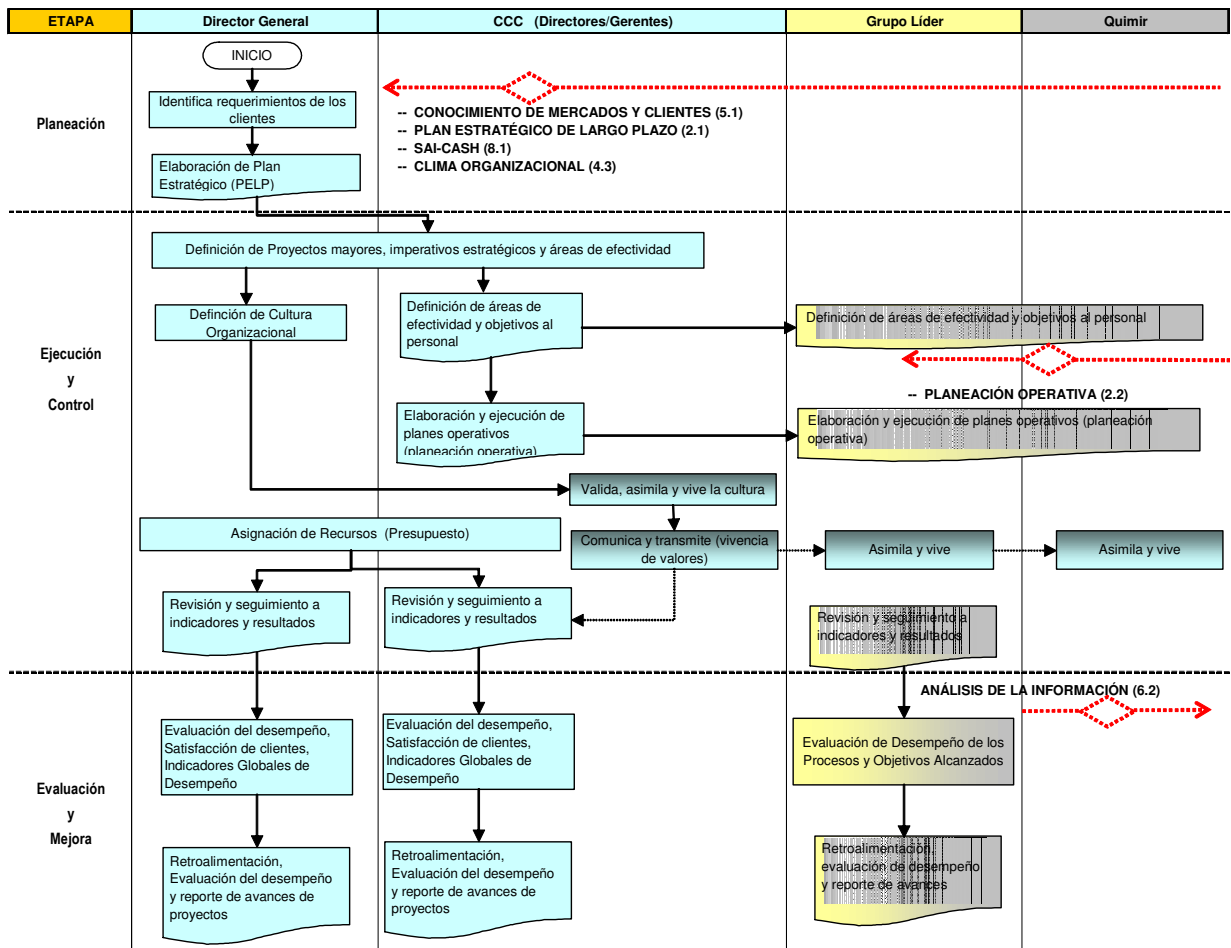 ETAPA
Director General
CCC (Directores/Gerentes)
Grupo Líder
Quimir
Planeación
INICIO
Identifica requerimientos de los
clientes
Elaboración de Plan
Estratégico (PELP)
-- CONOCIMIENTO DE MERCADOS Y CLIENTES (5.1)
-- PLAN ESTRATÉGICO DE LARGO PLAZO (2.1)
-- SAI-CASH (8.1)
-- CLIMA ORGANIZACIONAL (4.3)
Ejecución
y
Control
Definición de Proyectos mayores, imperativos estratégicos y áreas de efectividad
Definción de Cultura
Organizacional
Definición de áreas de
efectividad y objetivos al
personal
Definición de áreas de efectividad y objetivos al personal
-- PLANEACIÓN OPERATIVA (2.2)
Elaboración y ejecución de
planes operativos
(planeación operativa)
Elaboración y ejecución de planes operativos (planeación
operativa)
Valida, asimila y vive la cultura
Asignación de Recursos (Presupuesto)
Comunica y transmite (vivencia
de valores)
Asimila y vive
Asimila y vive
Revisión y seguimiento a
indicadores y resultados
Revisión y seguimiento a
indicadores y resultados
Revisión y seguimiento a
indicadores y resultados
Evaluación
y
Mejora
ANÁLISIS DE LA INFORMACIÓN (6.2)
Evaluación del desempeño,
Satisfacción de clientes,
Indicadores Globales de
Desempeño
Evaluación del desempeño,
Satisfacción de clientes,
Indicadores Globales de
Desempeño
Evaluación de Desempeño de los
Procesos y Objetivos Alcanzados
Retroalimentación,
Evaluación del desempeño
y reporte de avances de
proyectos
Retroalimentación,
Evaluación del desempeño
y reporte de avances de
proyectos
Retroalimentación,
evaluación de desempeño
y reporte de avances